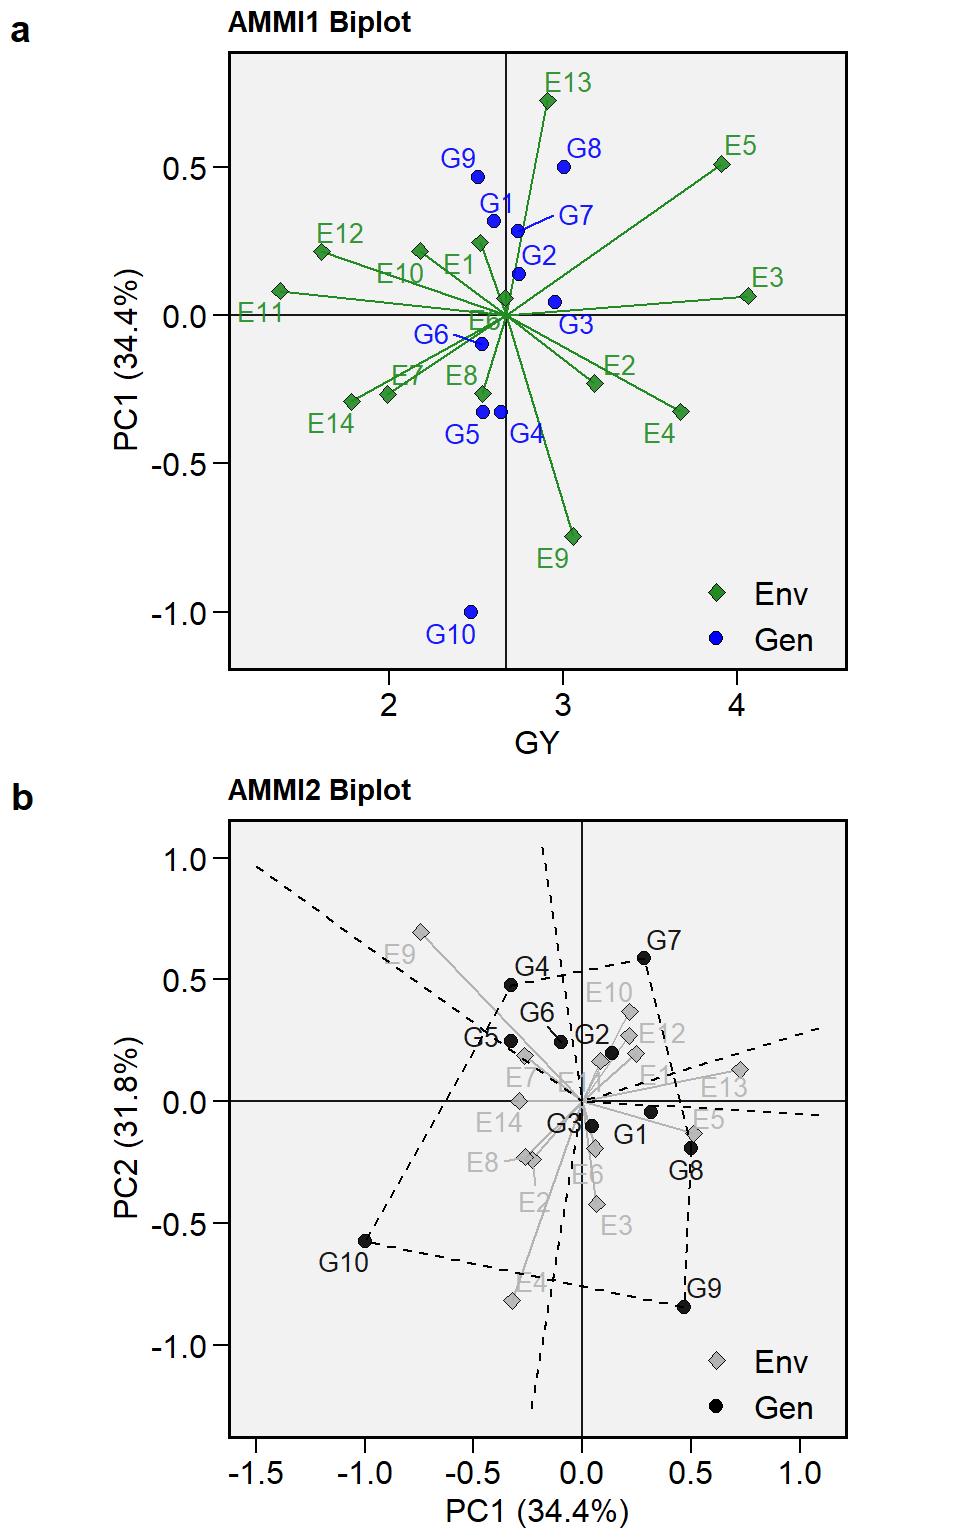 a
AMMI1 Biplot
E13
G8
E5
G9
G1
G7
E12
G2
E1
E10
E3
E11
E6
G3
G6
E7
E8
E2
E14
G5
G4
E4
E9
G10
0.5
0.0
-0.5
-1.0
PC1 (34.4%)
Env
Gen
2 3 4
GY
b
AMMI2 Biplot
G7
E9
G4
E10
G6
G2
E12
G5
E7
E11
E1
E13
E14
G3
G1
E5
E8
E6
G8
E2
E3
G10
E4
G9
1.0
0.5
0.0
-0.5
-1.0
PC2 (31.8%)
Env
Gen
-1.5 -1.0 -0.5 0.0 0.5 1.0
PC1 (34.4%)